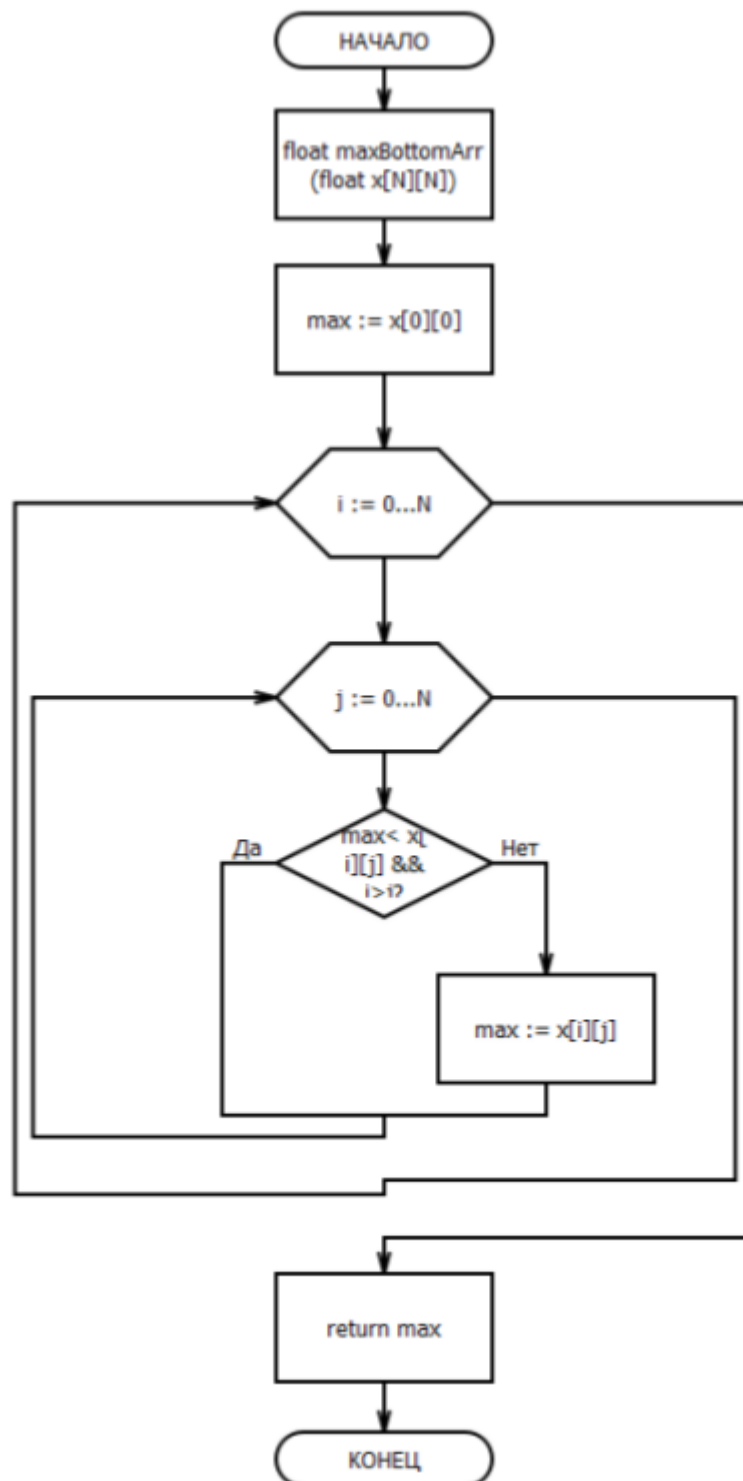 НАЧАЛО
float maxBottomArr
(float x[N][N])
max := x[0][0]
i := 0...N
j := 0...N
Да
max< x[
i][j] &&
Нет
max := x[i][j]
return max
КОНЕЦ